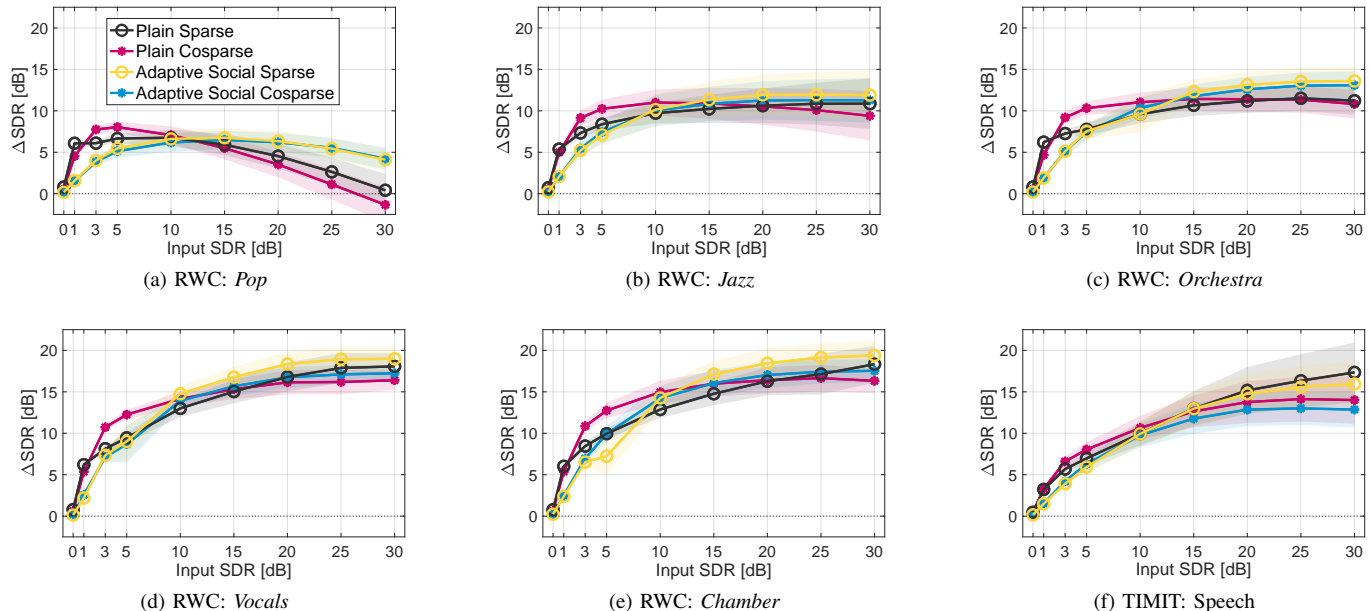 20
15
10
5
0
ΔSDR [dB]
Plain Sparse
Plain Cosparse
Adaptive Social Sparse
Adaptive Social Cosparse
0 1 3 5 10 15 20 25 30
Input SDR [dB]
(a) RWC: Pop
20
15
10
5
0
ΔSDR [dB]
0 1 3 5 10 15 20 25 30
Input SDR [dB]
(b) RWC: Jazz
20
15
10
5
0
ΔSDR [dB]
0 1 3 5 10 15 20 25 30
Input SDR [dB]
(c) RWC: Orchestra
20
15
10
5
0
ΔSDR [dB]
0 1 3 5 10 15 20 25 30
Input SDR [dB]
(d) RWC: Vocals
20
15
10
5
0
ΔSDR [dB]
0 1 3 5 10 15 20 25 30
Input SDR [dB]
(e) RWC: Chamber
20
15
10
5
0
ΔSDR [dB]
0 1 3 5 10 15 20 25 30
Input SDR [dB]
(f) TIMIT: Speech